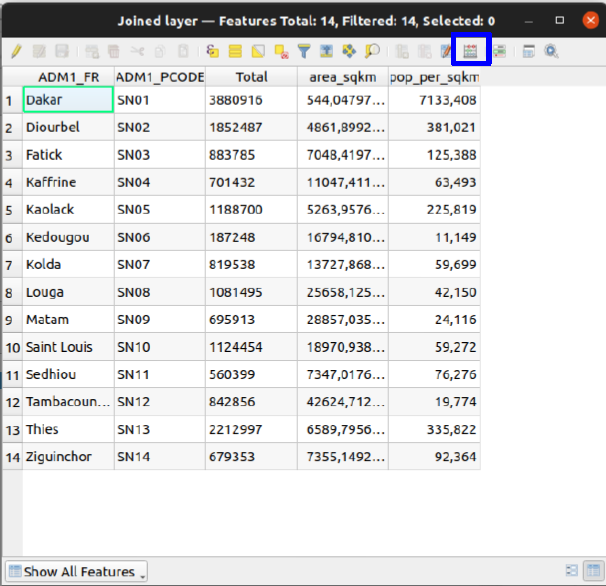 Joined layer — Features Total: 14, Filtered: 14, Selected: 0
ADM1_FR ADM1_PCODE Total area_sqkm pop_per_sqkm
1 Dakar SN01 3880916 544,04797... 7133,408
2 Diourbel SN02 1852487 4861,8992... 381,021
3 Fatick SN03 883785 7048,4197... 125,388
4 Kaffrine SN04 701432 11047,411... 63,493
5 Kaolack SN05 1188700 5263,9576... 225,819
6 Kedougou SN06 187248 16794,810... 11,149
7 Kolda SN07 819538 13727,868... 59,699
8 Louga SN08 1081495 25658,125... 42,150
9 Matam SN09 695913 28857,035... 24,116
10 Saint Louis SN10 1124454 18970,938... 59,272
11 Sedhiou SN11 560399 7347,0176... 76,276
12 Tambacoun... SN12 842856 42624,712... 19,774
13 Thies SN13 2212997 6589,7956... 335,822
14 Ziguinchor SN14 679353 7355,1492... 92,364
Show All Features